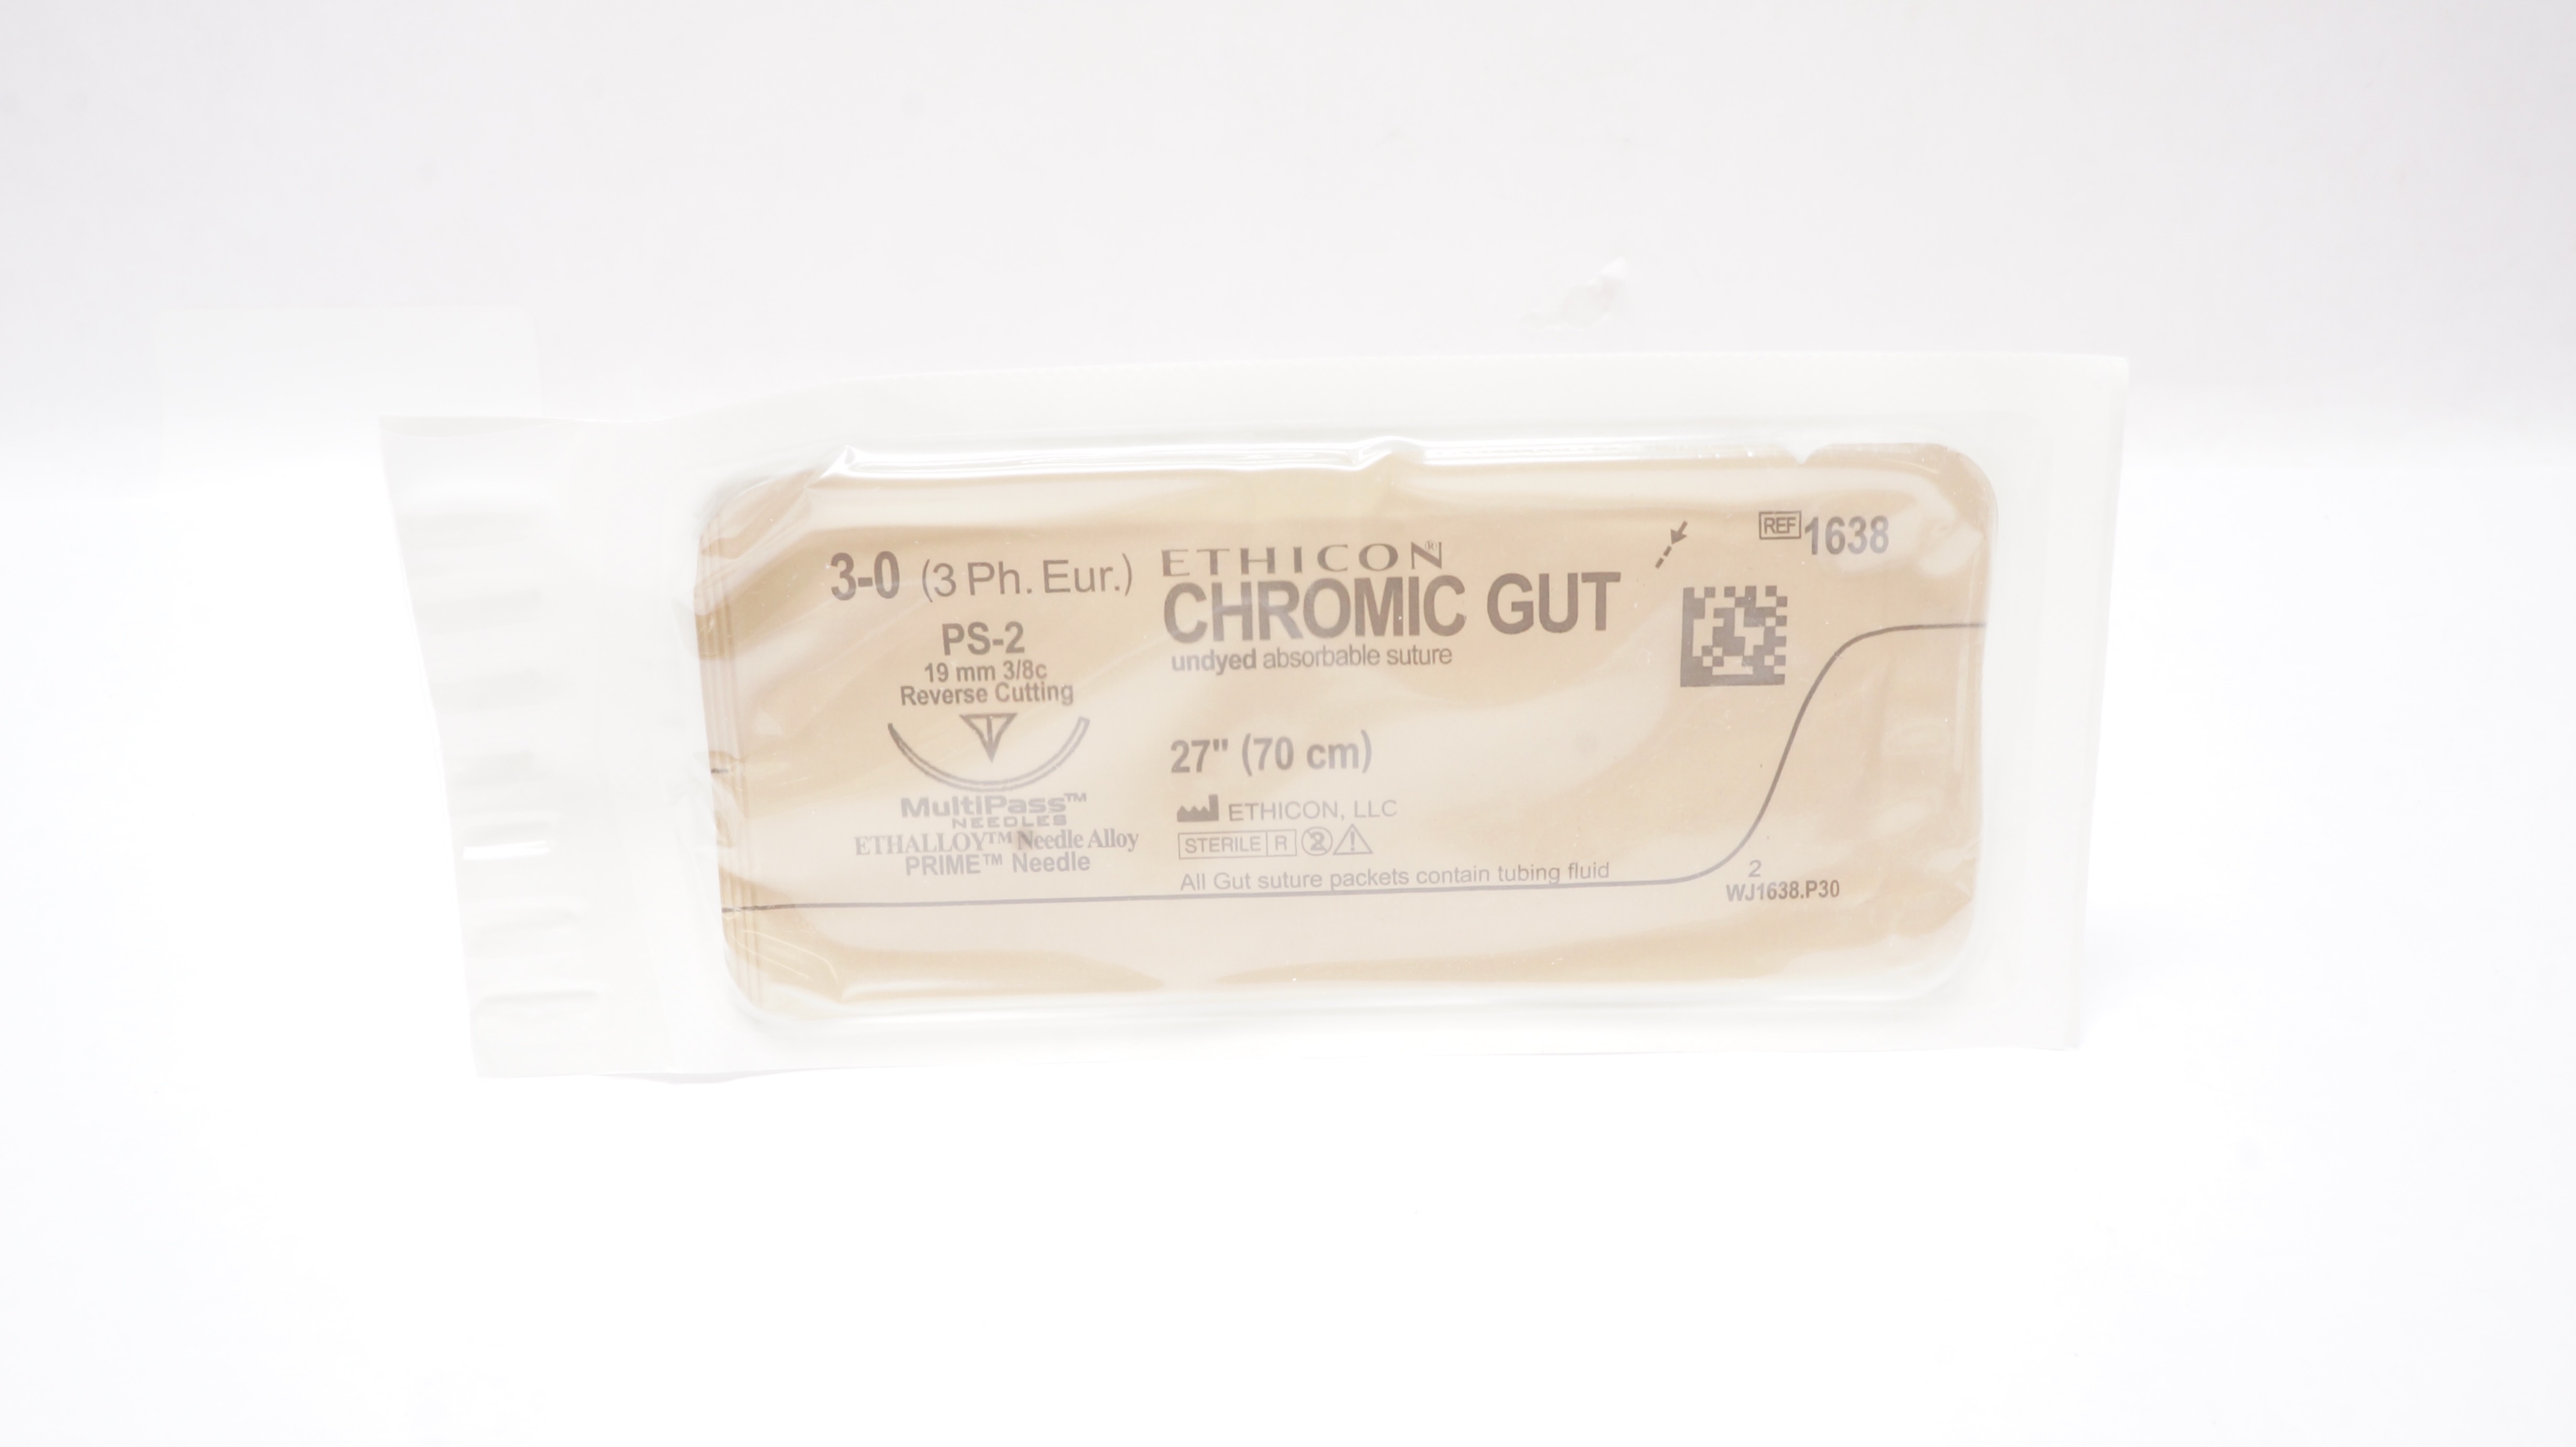 3-0 (3 Ph. Eur.)
PS-2
19 mm 3/8c
Reverse Cutting
MultiPass™
NEEDLES
ETHALLOY™ Needle Alloy
PRIME™ Needle
ETHICON®
CHROMIC GUT
undyed absorbable suture
27" (70 cm)
ETHICON, LLC
STERILE R 2
All Gut suture packets contain tubing fluid
REF 1638
2
WJ1638.P30